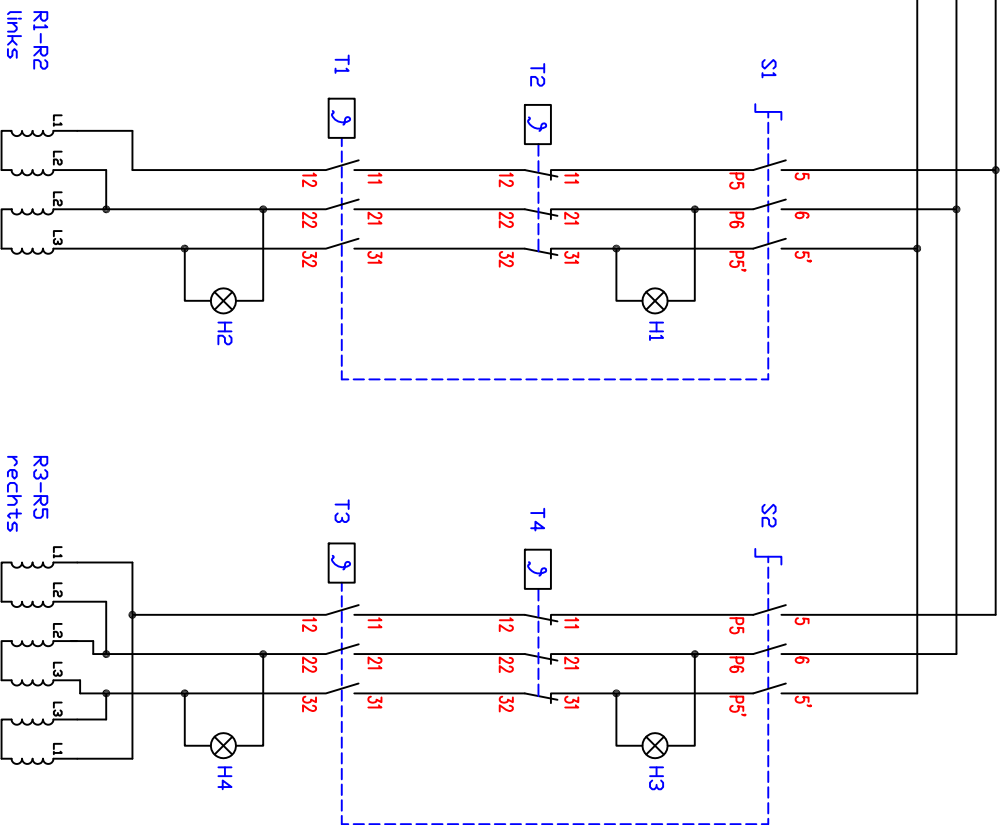 5 6 5' 5 6 5'
S1 S2
P5 P6 P5' P5 P6 P5'
H1 H3
11 21 31 11 21 31
T2 ϑ T4 ϑ
12 22 32 12 22 32
11 21 31 11 21 31
T1 ϑ T3 ϑ
12 22 32 12 22 32
H2 H4
L1 L2 L2 L3 L1 L2 L2 L3 L3 L1
R1-R2 R3-R5
links rechts